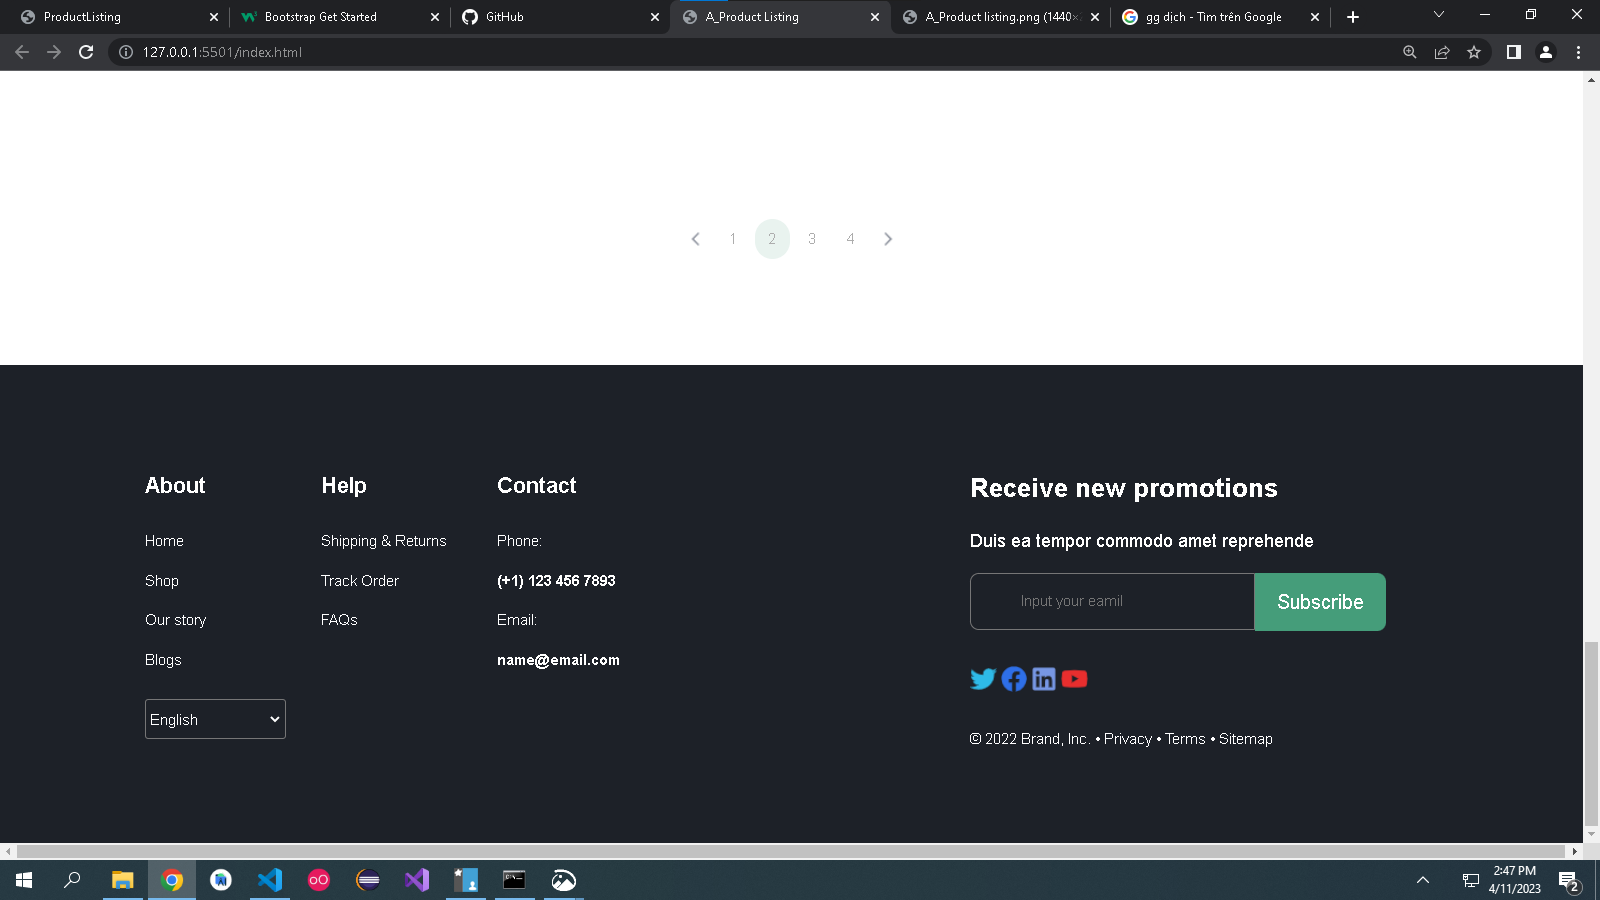 ProductListing
Bootstrap Get Started
GitHub
A_Product Listing
A_Product listing.png (1440×
gg dịch - Tìm trên Google
127.0.0.1:5501/index.html
1 2 3 4
About
Home
Shop
Our story
Blogs
English
Help
Shipping & Returns
Track Order
FAQs
Contact
Phone:
(+1) 123 456 7893
Email:
name@email.com
Receive new promotions
Duis ea tempor commodo amet reprehende
Input your eamil
Subscribe
© 2022 Brand, Inc. • Privacy • Terms • Sitemap
2:47 PM
4/11/2023
2